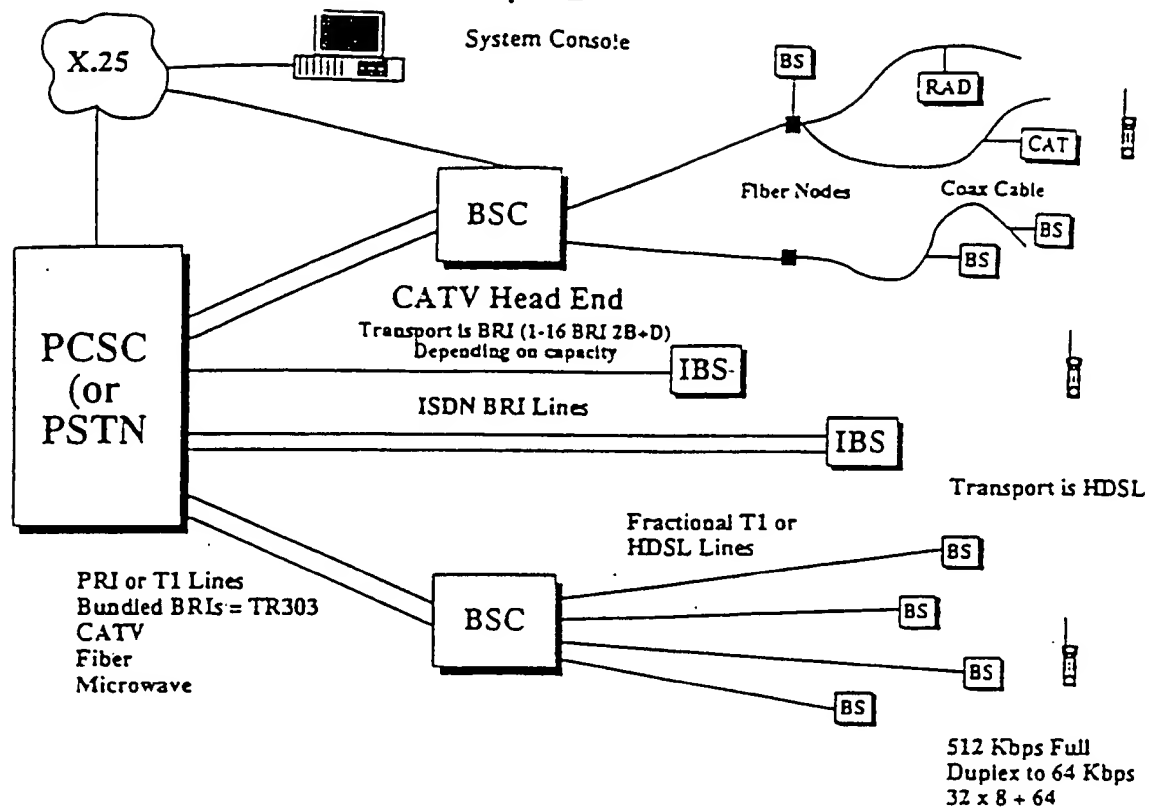 System Console
X.25
BS
RAD
CAT
BSC
Fiber Nodes
Coax Cable
BS
BS
CATV Head End
Transport is BRI (1-16 BRI 2B+D)
Depending on capacity
PCSC
(or
PSTN
IBS
ISDN BRI Lines
IBS
Transport is HDSL
Fractional T1 or
HDSL Lines
BS
PRI or T1 Lines
Bundled BRIs = TR303
CATV
Fiber
Microwave
BSC
BS
BS
BS
512 Kbps Full
Duplex to 64 Kbps
32 x 8 + 64